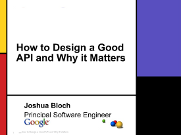 How to Design a Good
API and Why it Matters
Joshua Bloch
Principal Software Engineer
Google